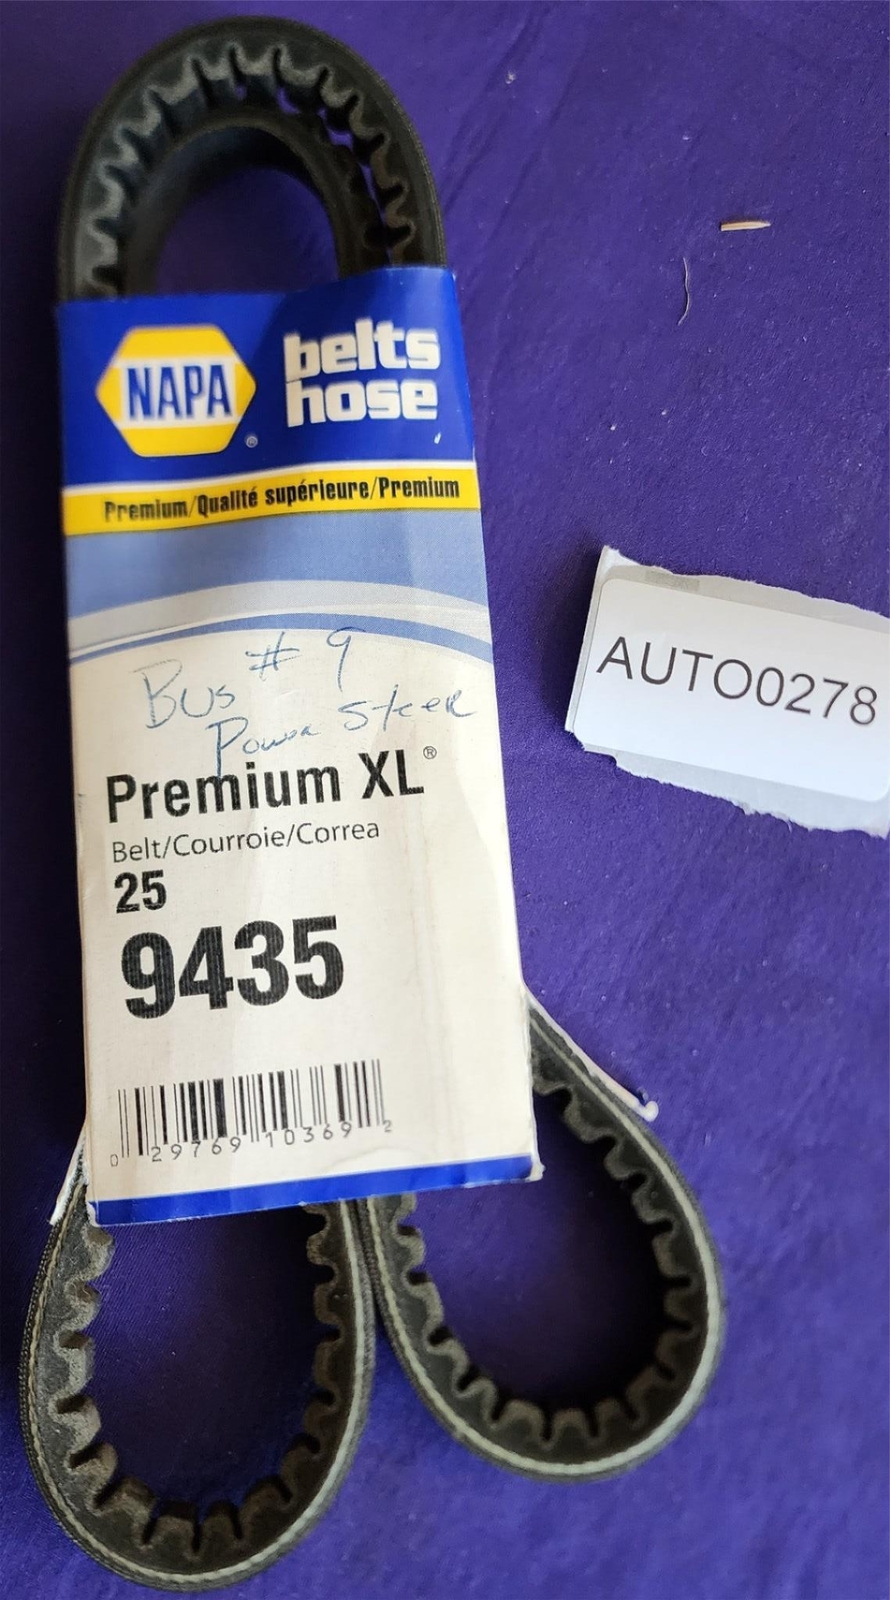 NAPA ®
belts
hose
Premium/Qualité supérieure/Premium
Bus # 9
Power Steer
Premium XL®
Belt/Courroie/Correa
25
9435
0 29769 10369 2
AUTO0278